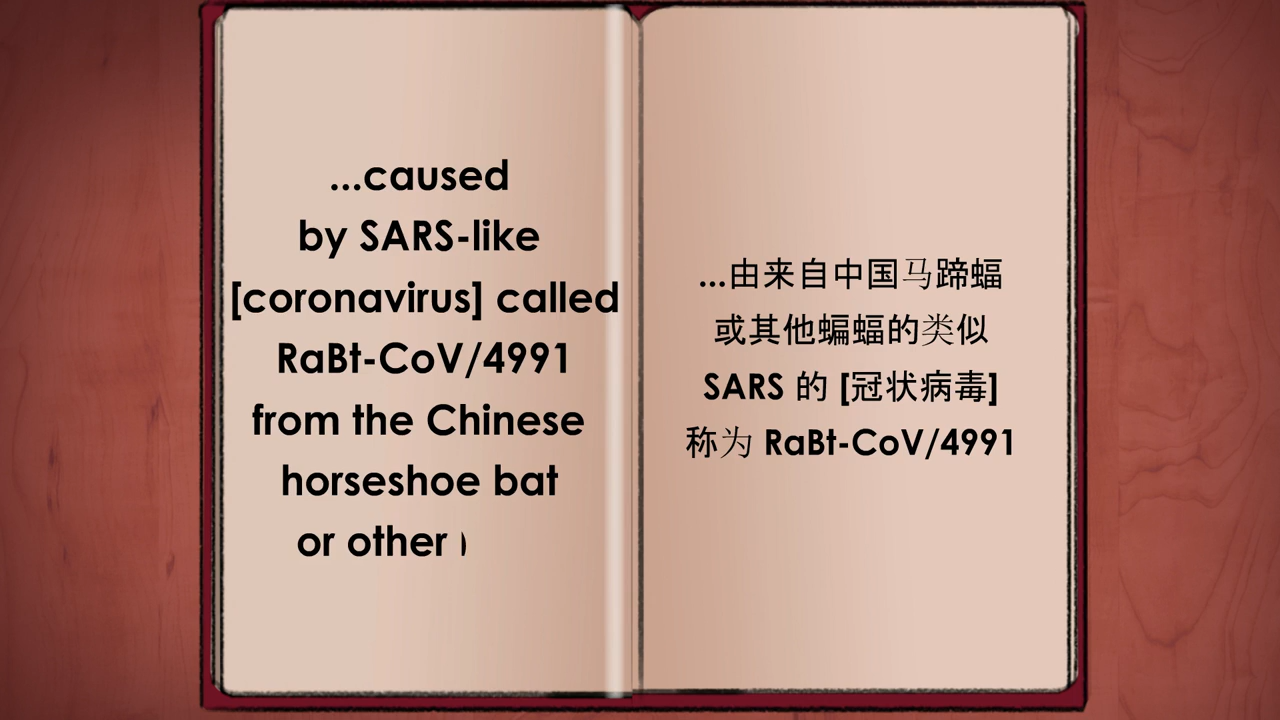 ...caused
by SARS-like
[coronavirus] called
RaBt-CoV/4991
from the Chinese
horseshoe bat
or other
...由来自中国马蹄蝠
或其他蝙蝠的类似
SARS 的 [冠状病毒]
称为 RaBt-CoV/4991